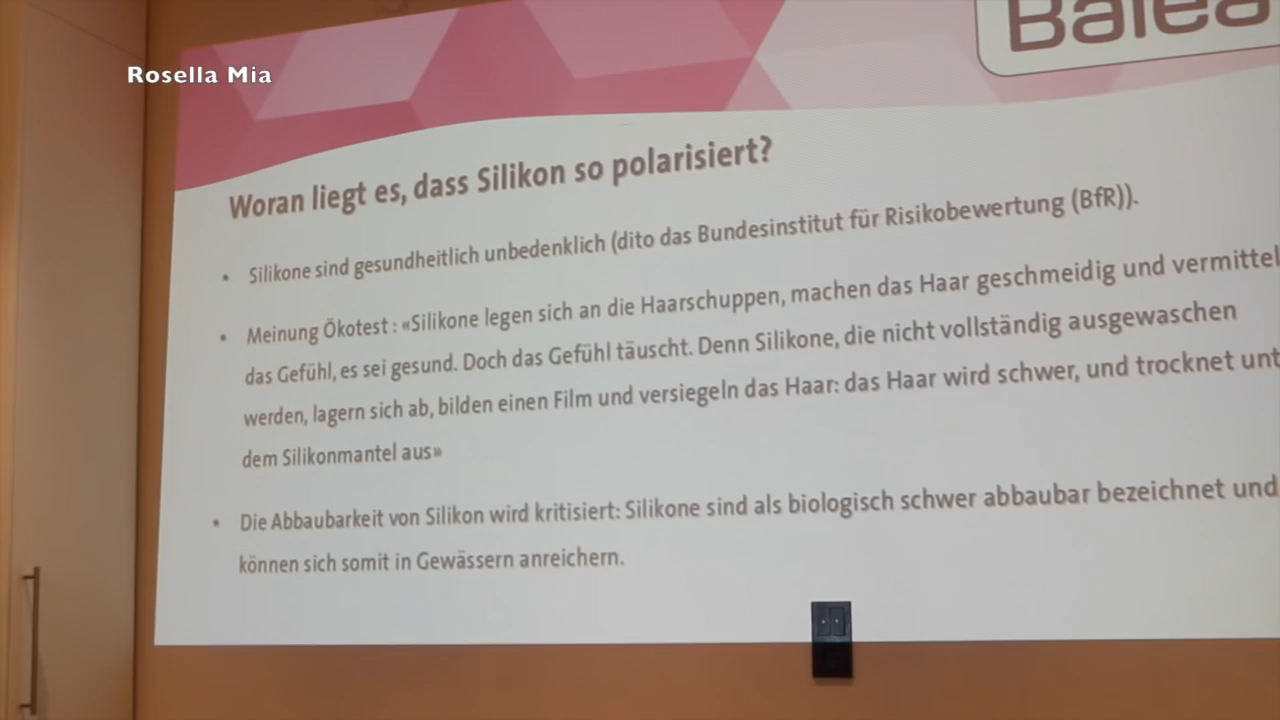 Balea
Rosella Mia
Woran liegt es, dass Silikon so polarisiert?
• Silikone sind gesundheitlich unbedenklich (dito das Bundesinstitut für Risikobewertung (BfR)).
• Meinung Ökotest : «Silikone legen sich an die Haarschuppen, machen das Haar geschmeidig und vermittel
das Gefühl, es sei gesund. Doch das Gefühl täuscht. Denn Silikone, die nicht vollständig ausgewaschen
werden, lagern sich ab, bilden einen Film und versiegeln das Haar: das Haar wird schwer, und trocknet unt
dem Silikonmantel aus»
• Die Abbaubarkeit von Silikon wird kritisiert: Silikone sind als biologisch schwer abbaubar bezeichnet und
können sich somit in Gewässern anreichern.